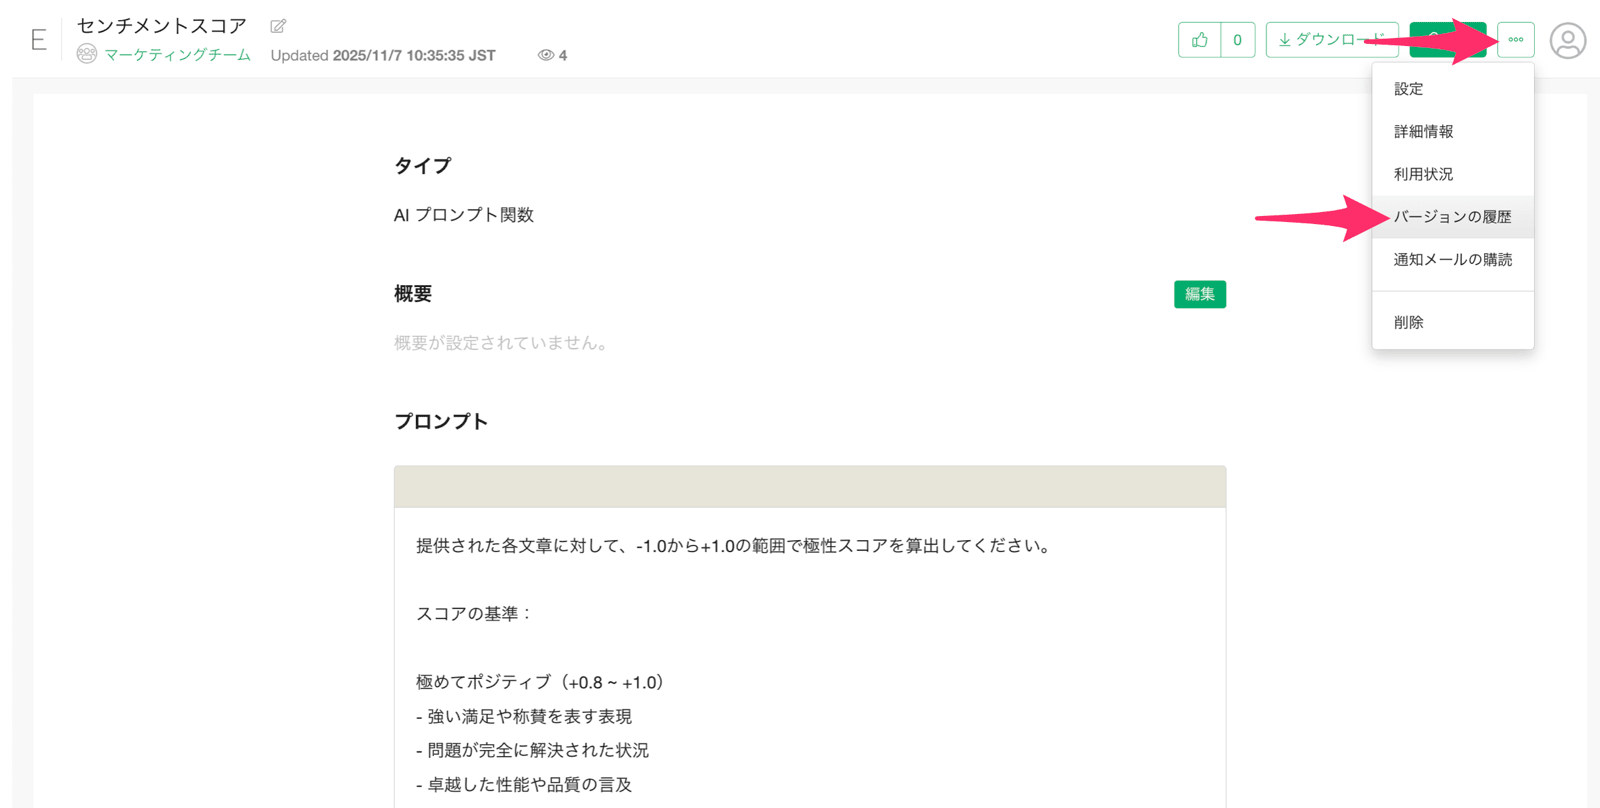 E
センチメントスコア
マーケティングチーム Updated 2025/11/7 10:35:35 JST 4
0
ダウンロード
設定
詳細情報
利用状況
バージョンの履歴
通知メールの購読
削除
タイプ
AI プロンプト関数
概要
編集
概要が設定されていません。
プロンプト
提供された各文章に対して、-1.0から+1.0の範囲で極性スコアを算出してください。
スコアの基準：
極めてポジティブ（+0.8 ~ +1.0）
- 強い満足や称賛を表す表現
- 問題が完全に解決された状況
- 卓越した性能や品質の言及